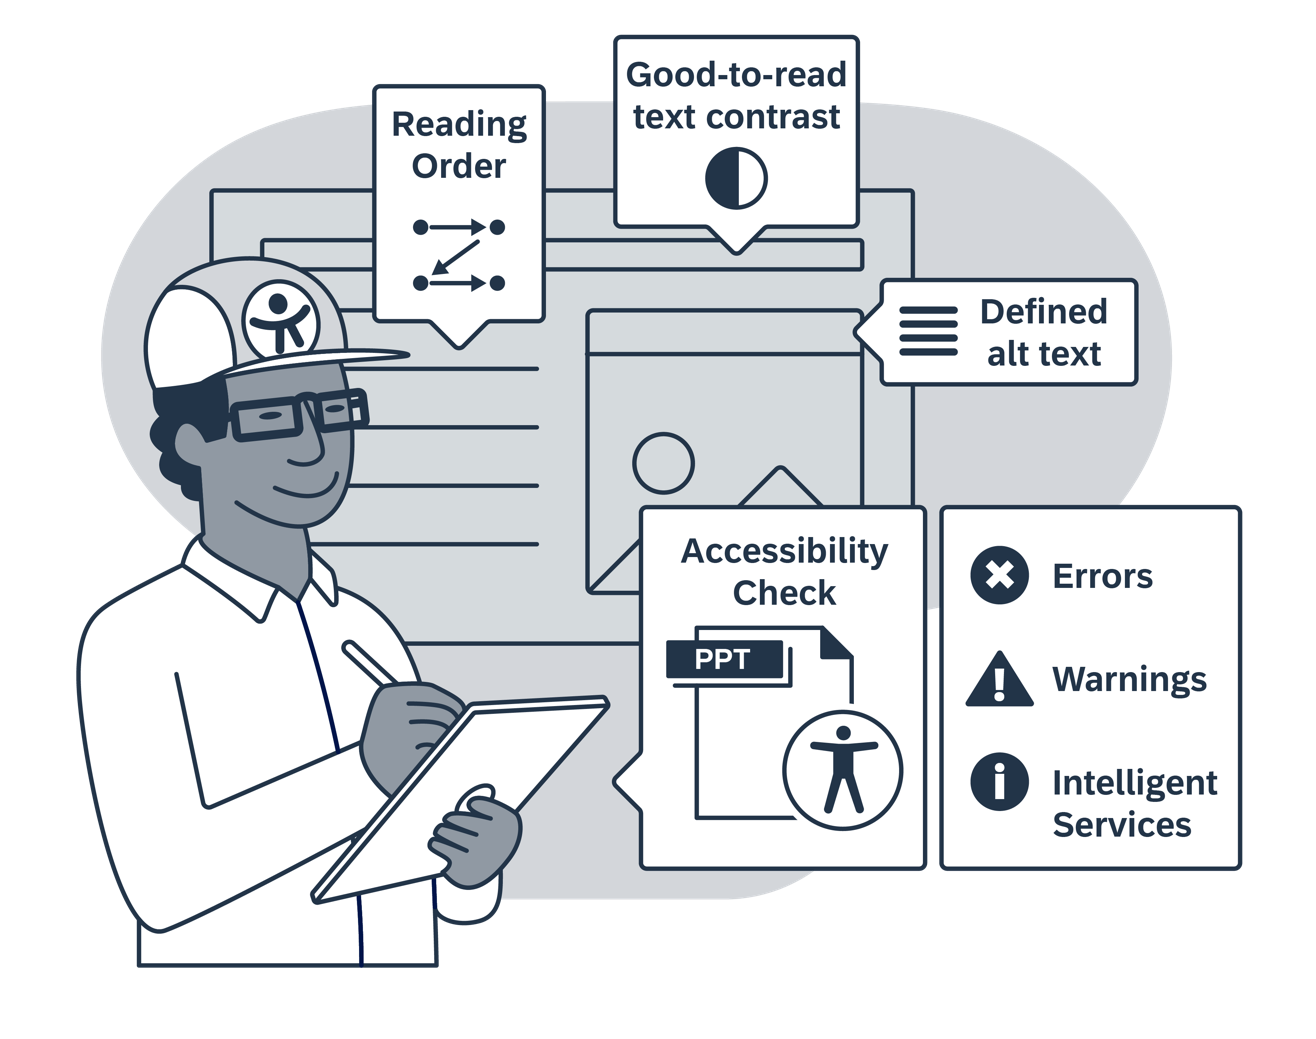 Good-to-read
text contrast
Reading
Order
Defined
alt text
Accessibility
Check
PPT
Errors
Warnings
Intelligent
Services